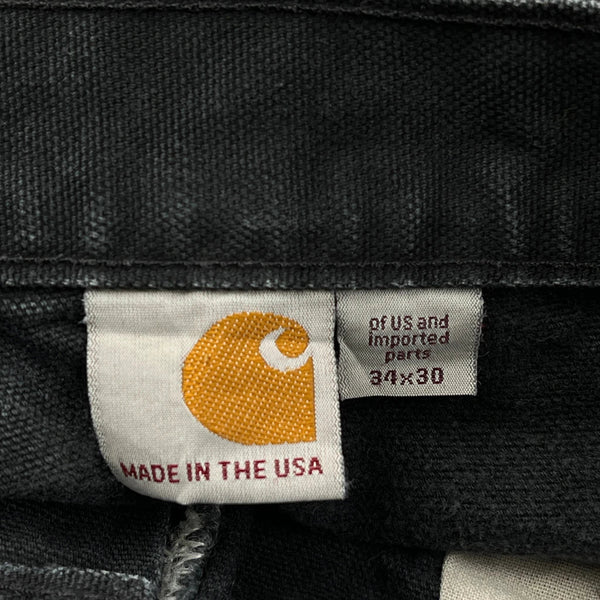 MADE IN THE USA
of US and
imported
parts
34x30